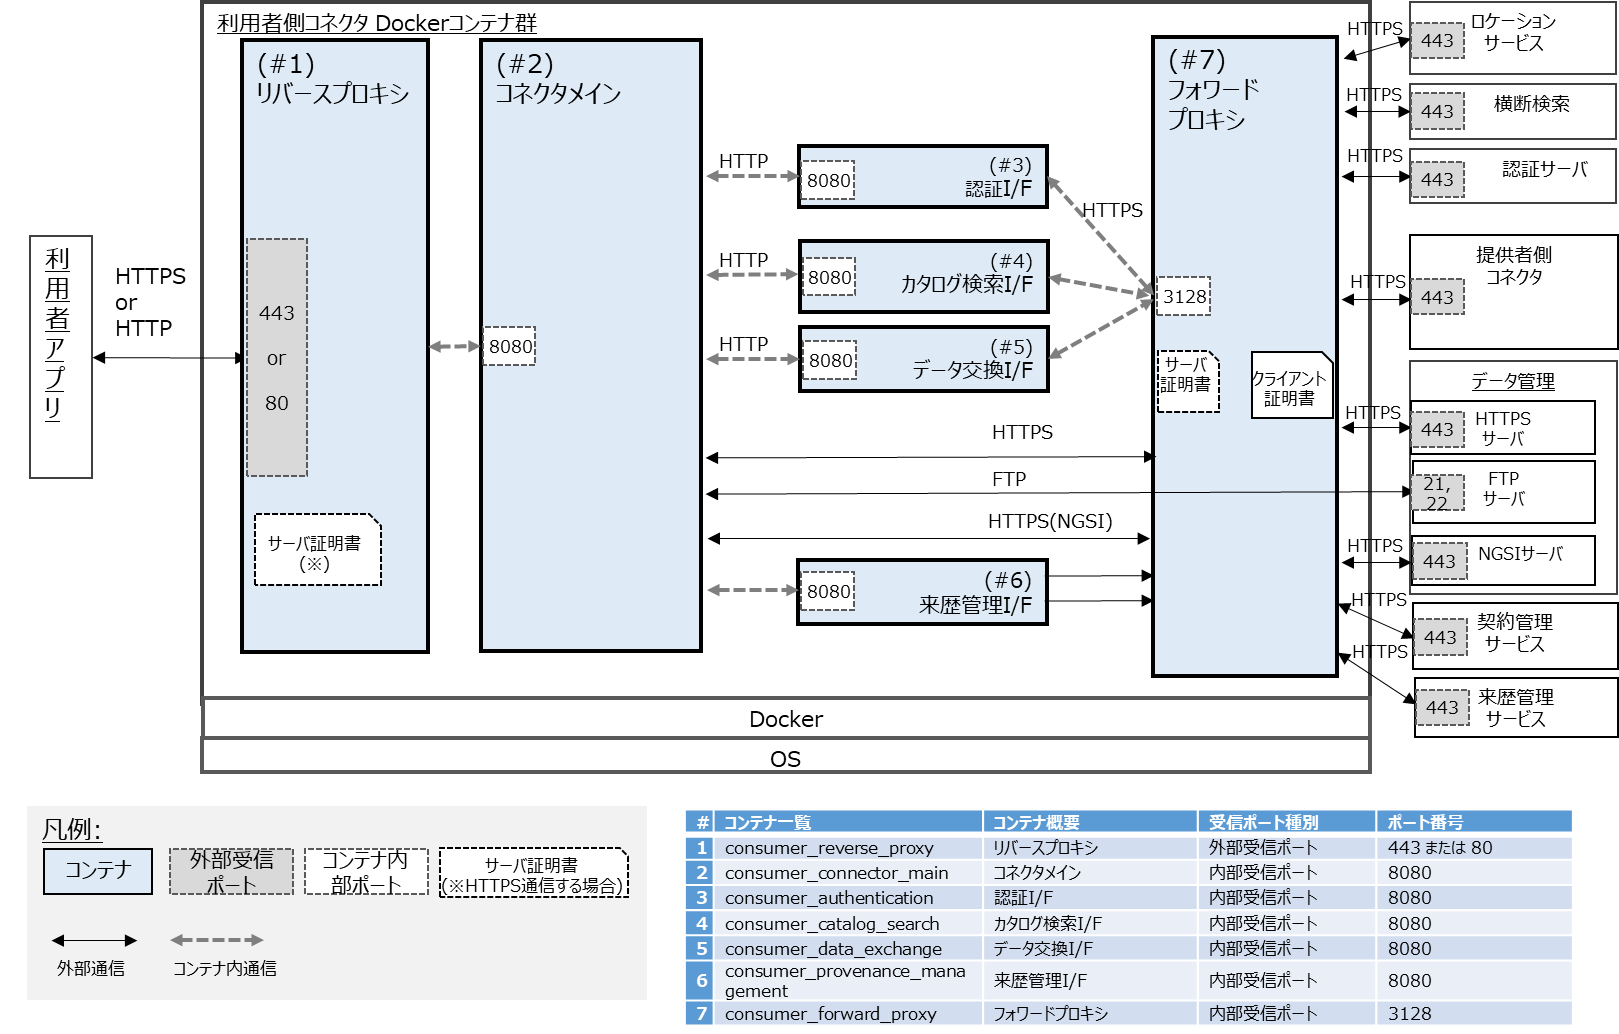 利用者側コネクタ Dockerコンテナ群
(#1)
リバースプロキシ
443
or
80
サーバ証明書
(※)
利用者アプリ
HTTPS
or
HTTP
(#2)
コネクタメイン
8080
HTTP
8080
(#3)
認証I/F
HTTP
8080
(#4)
カタログ検索I/F
HTTP
8080
(#5)
データ交換I/F
HTTPS
HTTPS
FTP
HTTPS(NGSI)
8080
(#6)
来歴管理I/F
(#7)
フォワード
プロキシ
3128
サーバ
証明書
クライアント
証明書
HTTPS
443
ロケーション
サービス
HTTPS
443
横断検索
HTTPS
443
認証サーバ
HTTPS
443
提供者側
コネクタ
データ管理
HTTPS
443
HTTPS
サーバ
21,
22
FTP
サーバ
HTTPS
443
NGSIサーバ
HTTPS
443
契約管理
サービス
HTTPS
443
来歴管理
サービス
Docker
OS
凡例:
コンテナ
外部受信
ポート
コンテナ内
部ポート
サーバ証明書
(※HTTPS通信する場合)
外部通信
コンテナ内通信
# コンテナ一覧 コンテナ概要 受信ポート種別 ポート番号
1 consumer_reverse_proxy リバースプロキシ 外部受信ポート 443 または 80
2 consumer_connector_main コネクタメイン 内部受信ポート 8080
3 consumer_authentication 認証I/F 内部受信ポート 8080
4 consumer_catalog_search カタログ検索I/F 内部受信ポート 8080
5 consumer_data_exchange データ交換I/F 内部受信ポート 8080
6 consumer_provenance_mana
gement 来歴管理I/F 内部受信ポート 8080
7 consumer_forward_proxy フォワードプロキシ 内部受信ポート 3128